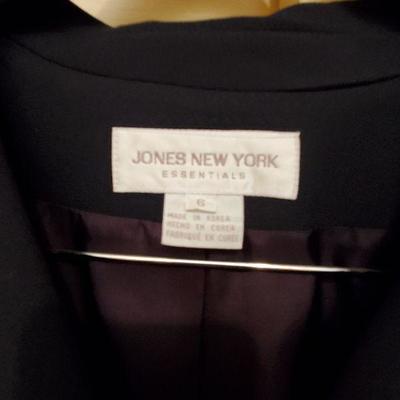 JONES NEW YORK
ESSENTIALS
6
MADE IN KOREA
HECHO EN COREA
FABRIQUÉ EN CORÉE